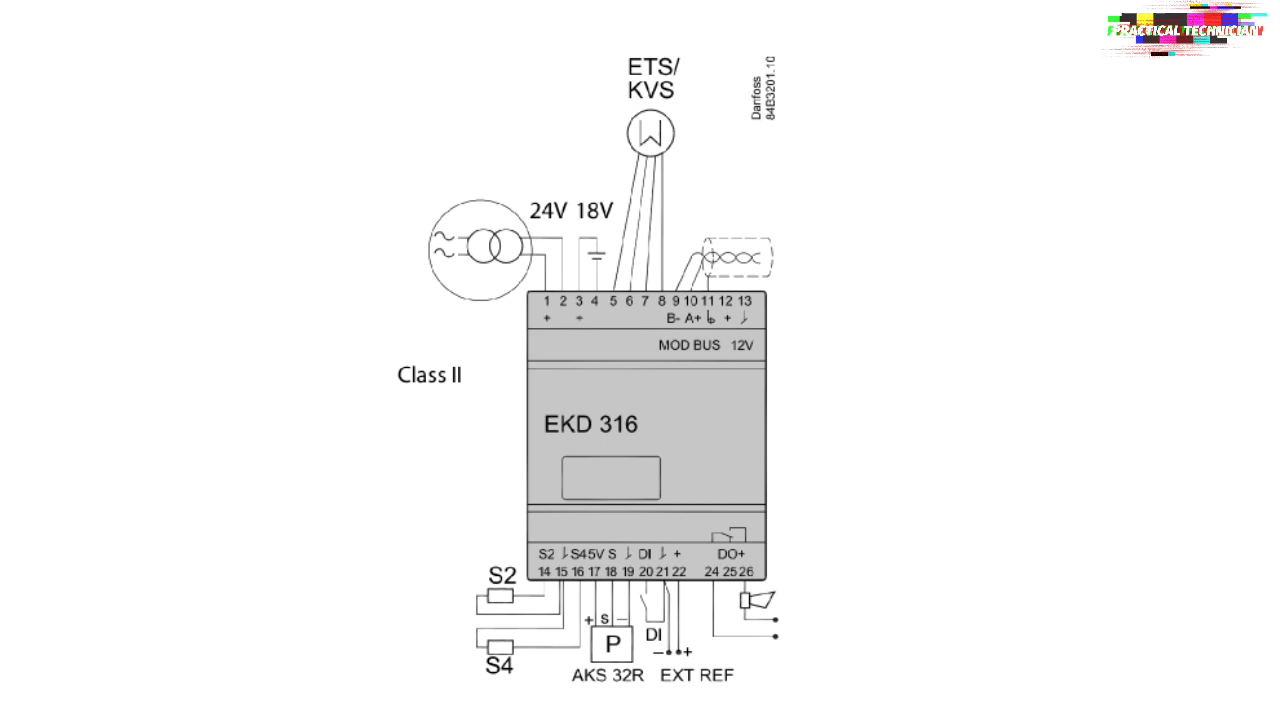 PRACTICAL TECHNICIAN
ETS/
KVS
Danfoss
84B3201.10
24V 18V
1 2 3 4 5 6 7 8 9 10 11 12 13
+ ÷ B- A+ +
MOD BUS 12V
Class II
EKD 316
S2 S4 5V S DI + DO+
14 15 16 17 18 19 20 21 22 24 25 26
S2
+ S −
P
DI
− +
S4
AKS 32R EXT REF